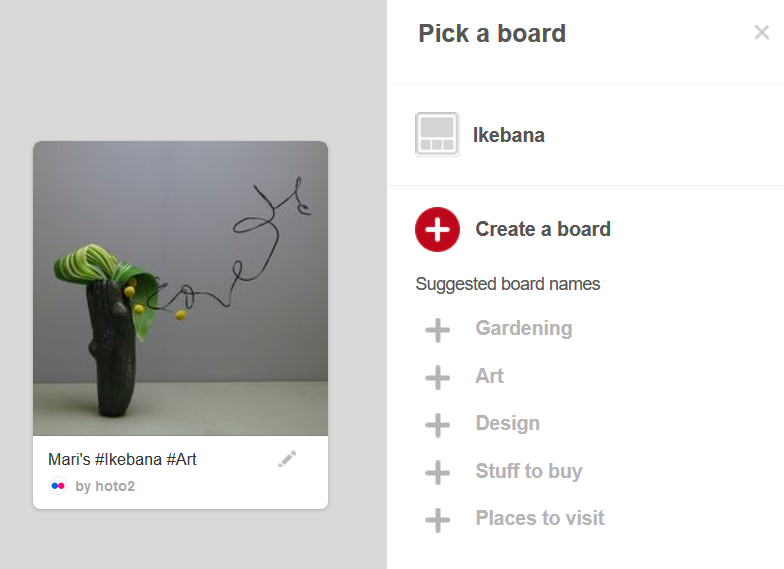 Pick a board
Ikebana
Create a board
Suggested board names
Gardening
Art
Design
Stuff to buy
Places to visit
Mari's #Ikebana #Art
by hoto2